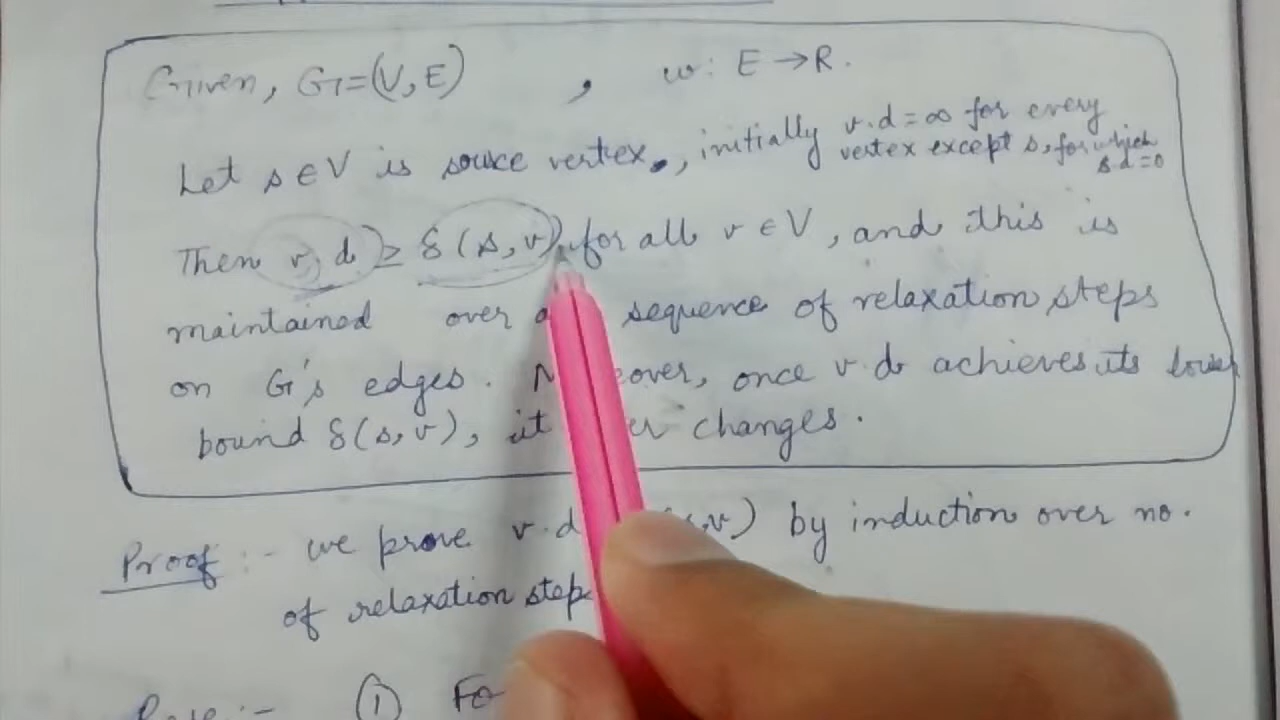 Given, G=(V,E) , w: E→R.
Let s∈V is source vertex., initially v.d=∞ for every
vertex except s, for which
s.d=0
Then v.d ≥ δ(s,v) for all v∈V, and this is
maintained over sequence of relaxation steps
on G's edges. once v.d achieves its lower
bound δ(s,v), it changes.
Proof :- we prove v.d v) by induction over no.
of relaxation step
:- ① Fo